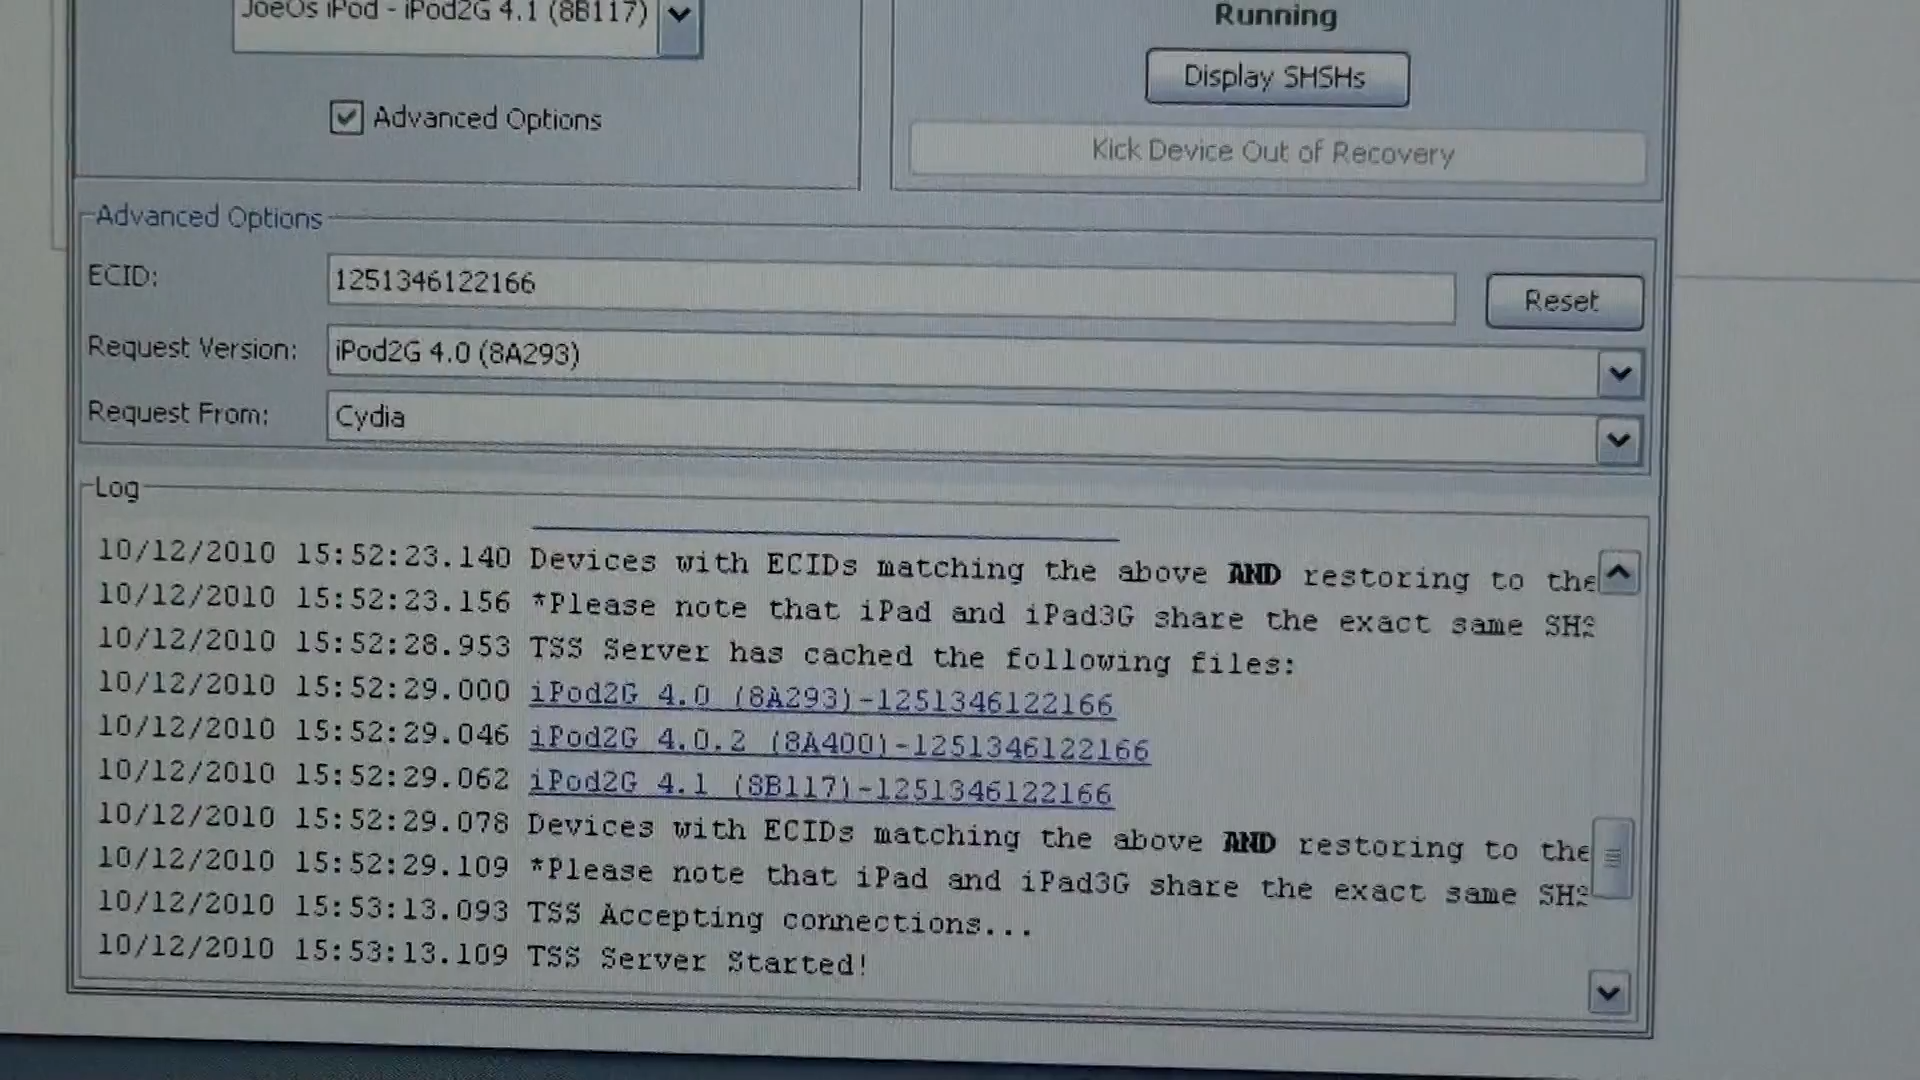 JoeOs iPod - iPod2G 4.1 (8B117)
Running
Display SHSHs
Advanced Options
Kick Device Out of Recovery
Advanced Options
ECID:
1251346122166
Reset
Request Version:
iPod2G 4.0 (8A293)
Request From:
Cydia
Log
10/12/2010 15:52:23.140 Devices with ECIDs matching the above AND restoring to the
10/12/2010 15:52:23.156 *Please note that iPad and iPad3G share the exact same SHS
10/12/2010 15:52:28.953 TSS Server has cached the following files:
10/12/2010 15:52:29.000 iPod2G 4.0 (8A293)-1251346122166
10/12/2010 15:52:29.046 iPod2G 4.0.2 (8A400)-1251346122166
10/12/2010 15:52:29.062 iPod2G 4.1 (8B117)-1251346122166
10/12/2010 15:52:29.078 Devices with ECIDs matching the above AND restoring to the
10/12/2010 15:52:29.109 *Please note that iPad and iPad3G share the exact same SHS
10/12/2010 15:53:13.093 TSS Accepting connections...
10/12/2010 15:53:13.109 TSS Server Started!